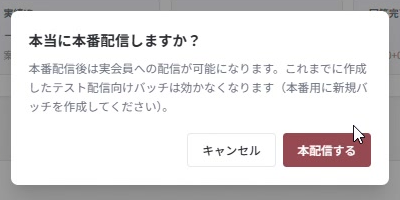 本当に本番配信しますか？
本番配信後は実会員への配信が可能になります。これまでに作成
したテスト配信向けバッチは効かなくなります（本番用に新規バ
ッチを作成してください）。
キャンセル
本配信する